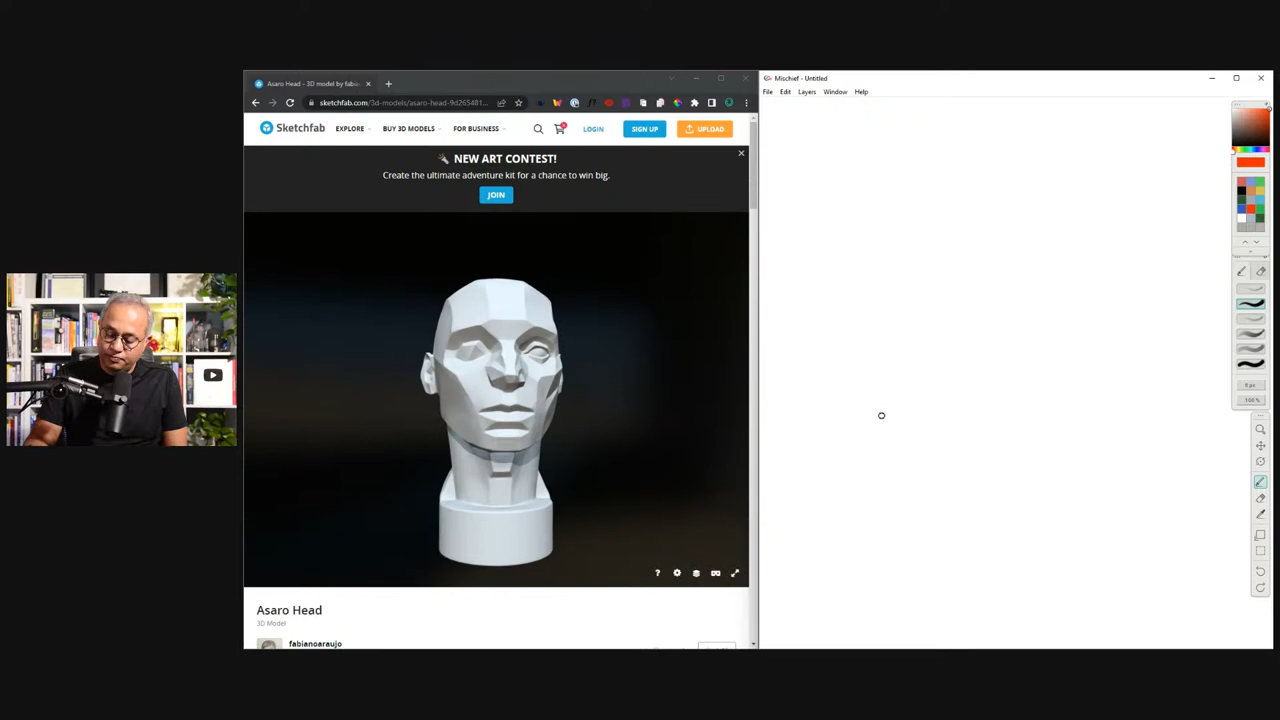 Asaro Head - 3D model by fabia
sketchfab.com/3d-models/asaro-head-9d265481...
Sketchfab
EXPLORE
BUY 3D MODELS
FOR BUSINESS
LOGIN
SIGN UP
UPLOAD
NEW ART CONTEST!
Create the ultimate adventure kit for a chance to win big.
JOIN
Asaro Head
3D Model
fabianoaraujo
Mischief - Untitled
File Edit Layers Window Help
100 %